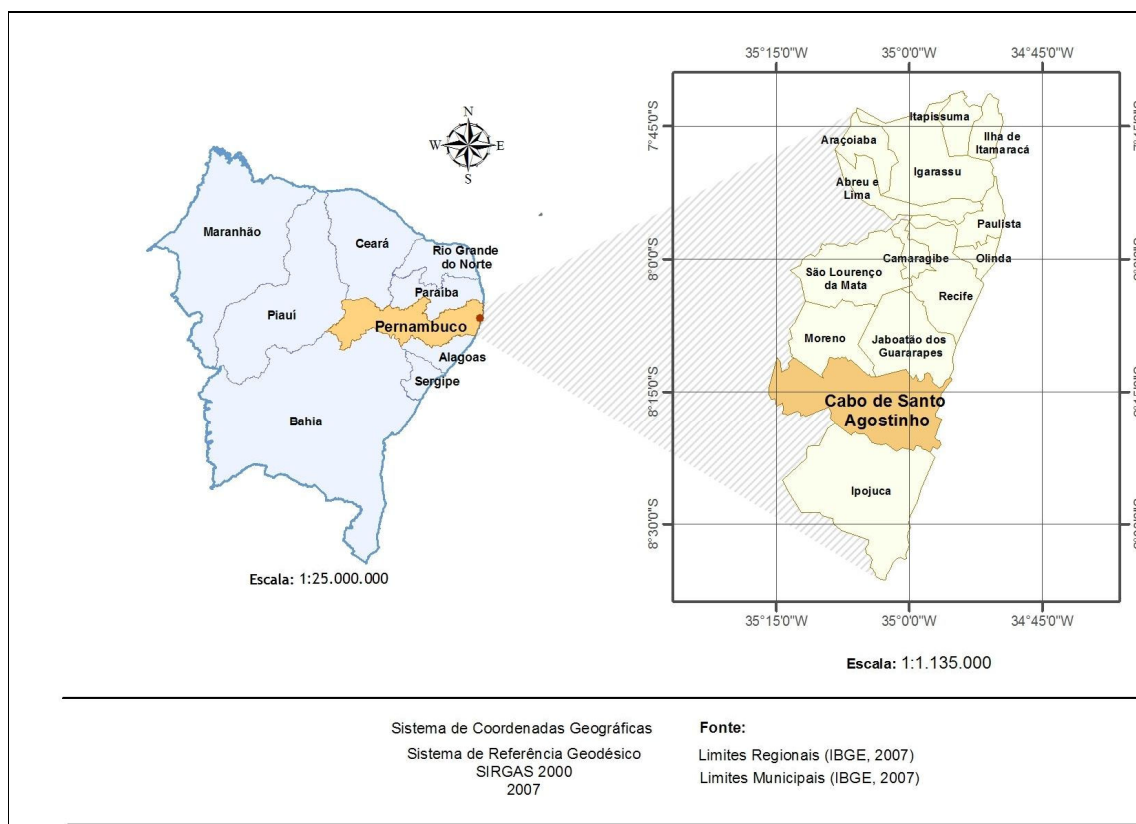 N
W E
S
Maranhão
Ceará
Rio Grande
do Norte
Paraíba
Piauí
Pernambuco
Alagoas
Sergipe
Bahia
Escala: 1:25.000.000
35°15'0"W 35°0'0"W 34°45'0"W
7°45'0"S
8°0'0"S
8°15'0"S
8°30'0"S
Itapissuma
Araçoiaba
Ilha de
Itamaracá
Igarassu
Abreu e
Lima
Paulista
Camaragibe
Olinda
São Lourenço
da Mata
Recife
Moreno
Jaboatão dos
Guararapes
Cabo de Santo
Agostinho
Ipojuca
35°15'0"W 35°0'0"W 34°45'0"W
Escala: 1:1.135.000
Sistema de Coordenadas Geográficas
Sistema de Referência Geodésico
SIRGAS 2000
2007
Fonte:
Limites Regionais (IBGE, 2007)
Limites Municipais (IBGE, 2007)